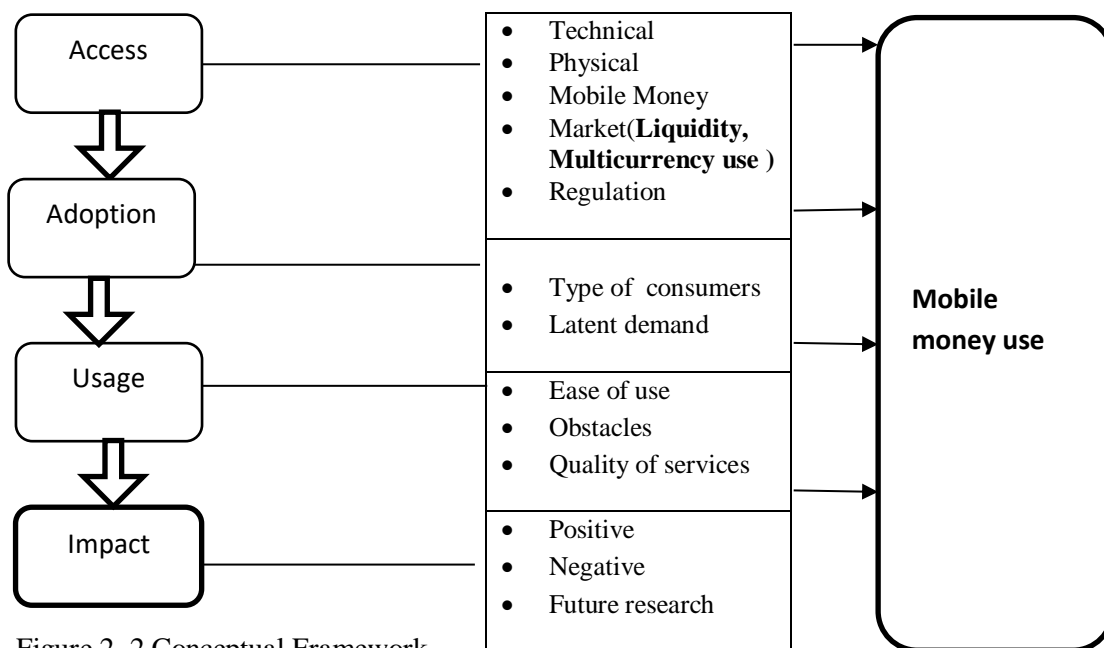 Access
Adoption
Usage
Impact
• Technical
• Physical
• Mobile Money
• Market(Liquidity,
Multicurrency use )
• Regulation
• Type of consumers
• Latent demand
• Ease of use
• Obstacles
• Quality of services
• Positive
• Negative
• Future research
Mobile
money use
Figure 2. 2 Conceptual Framework